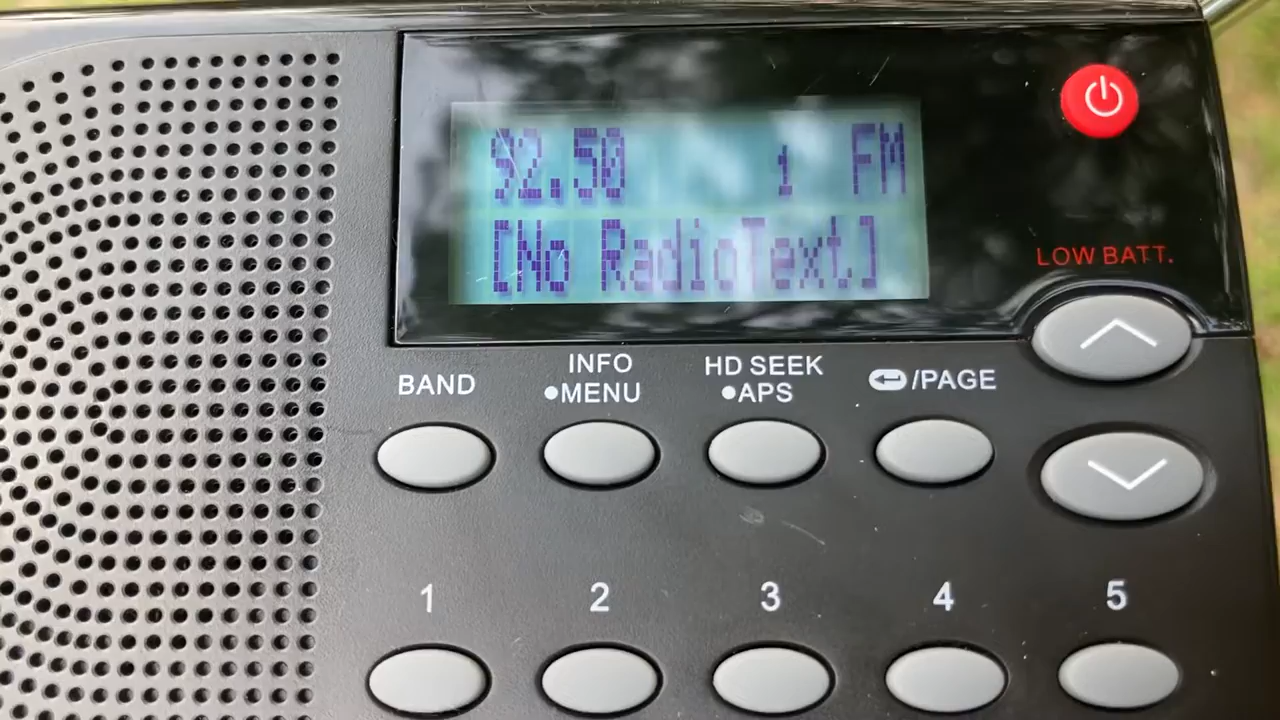 92.50 1 FM
[No RadioText]
LOW BATT.
BAND
INFO
•MENU
HD SEEK
•APS
/PAGE
1 2 3 4 5